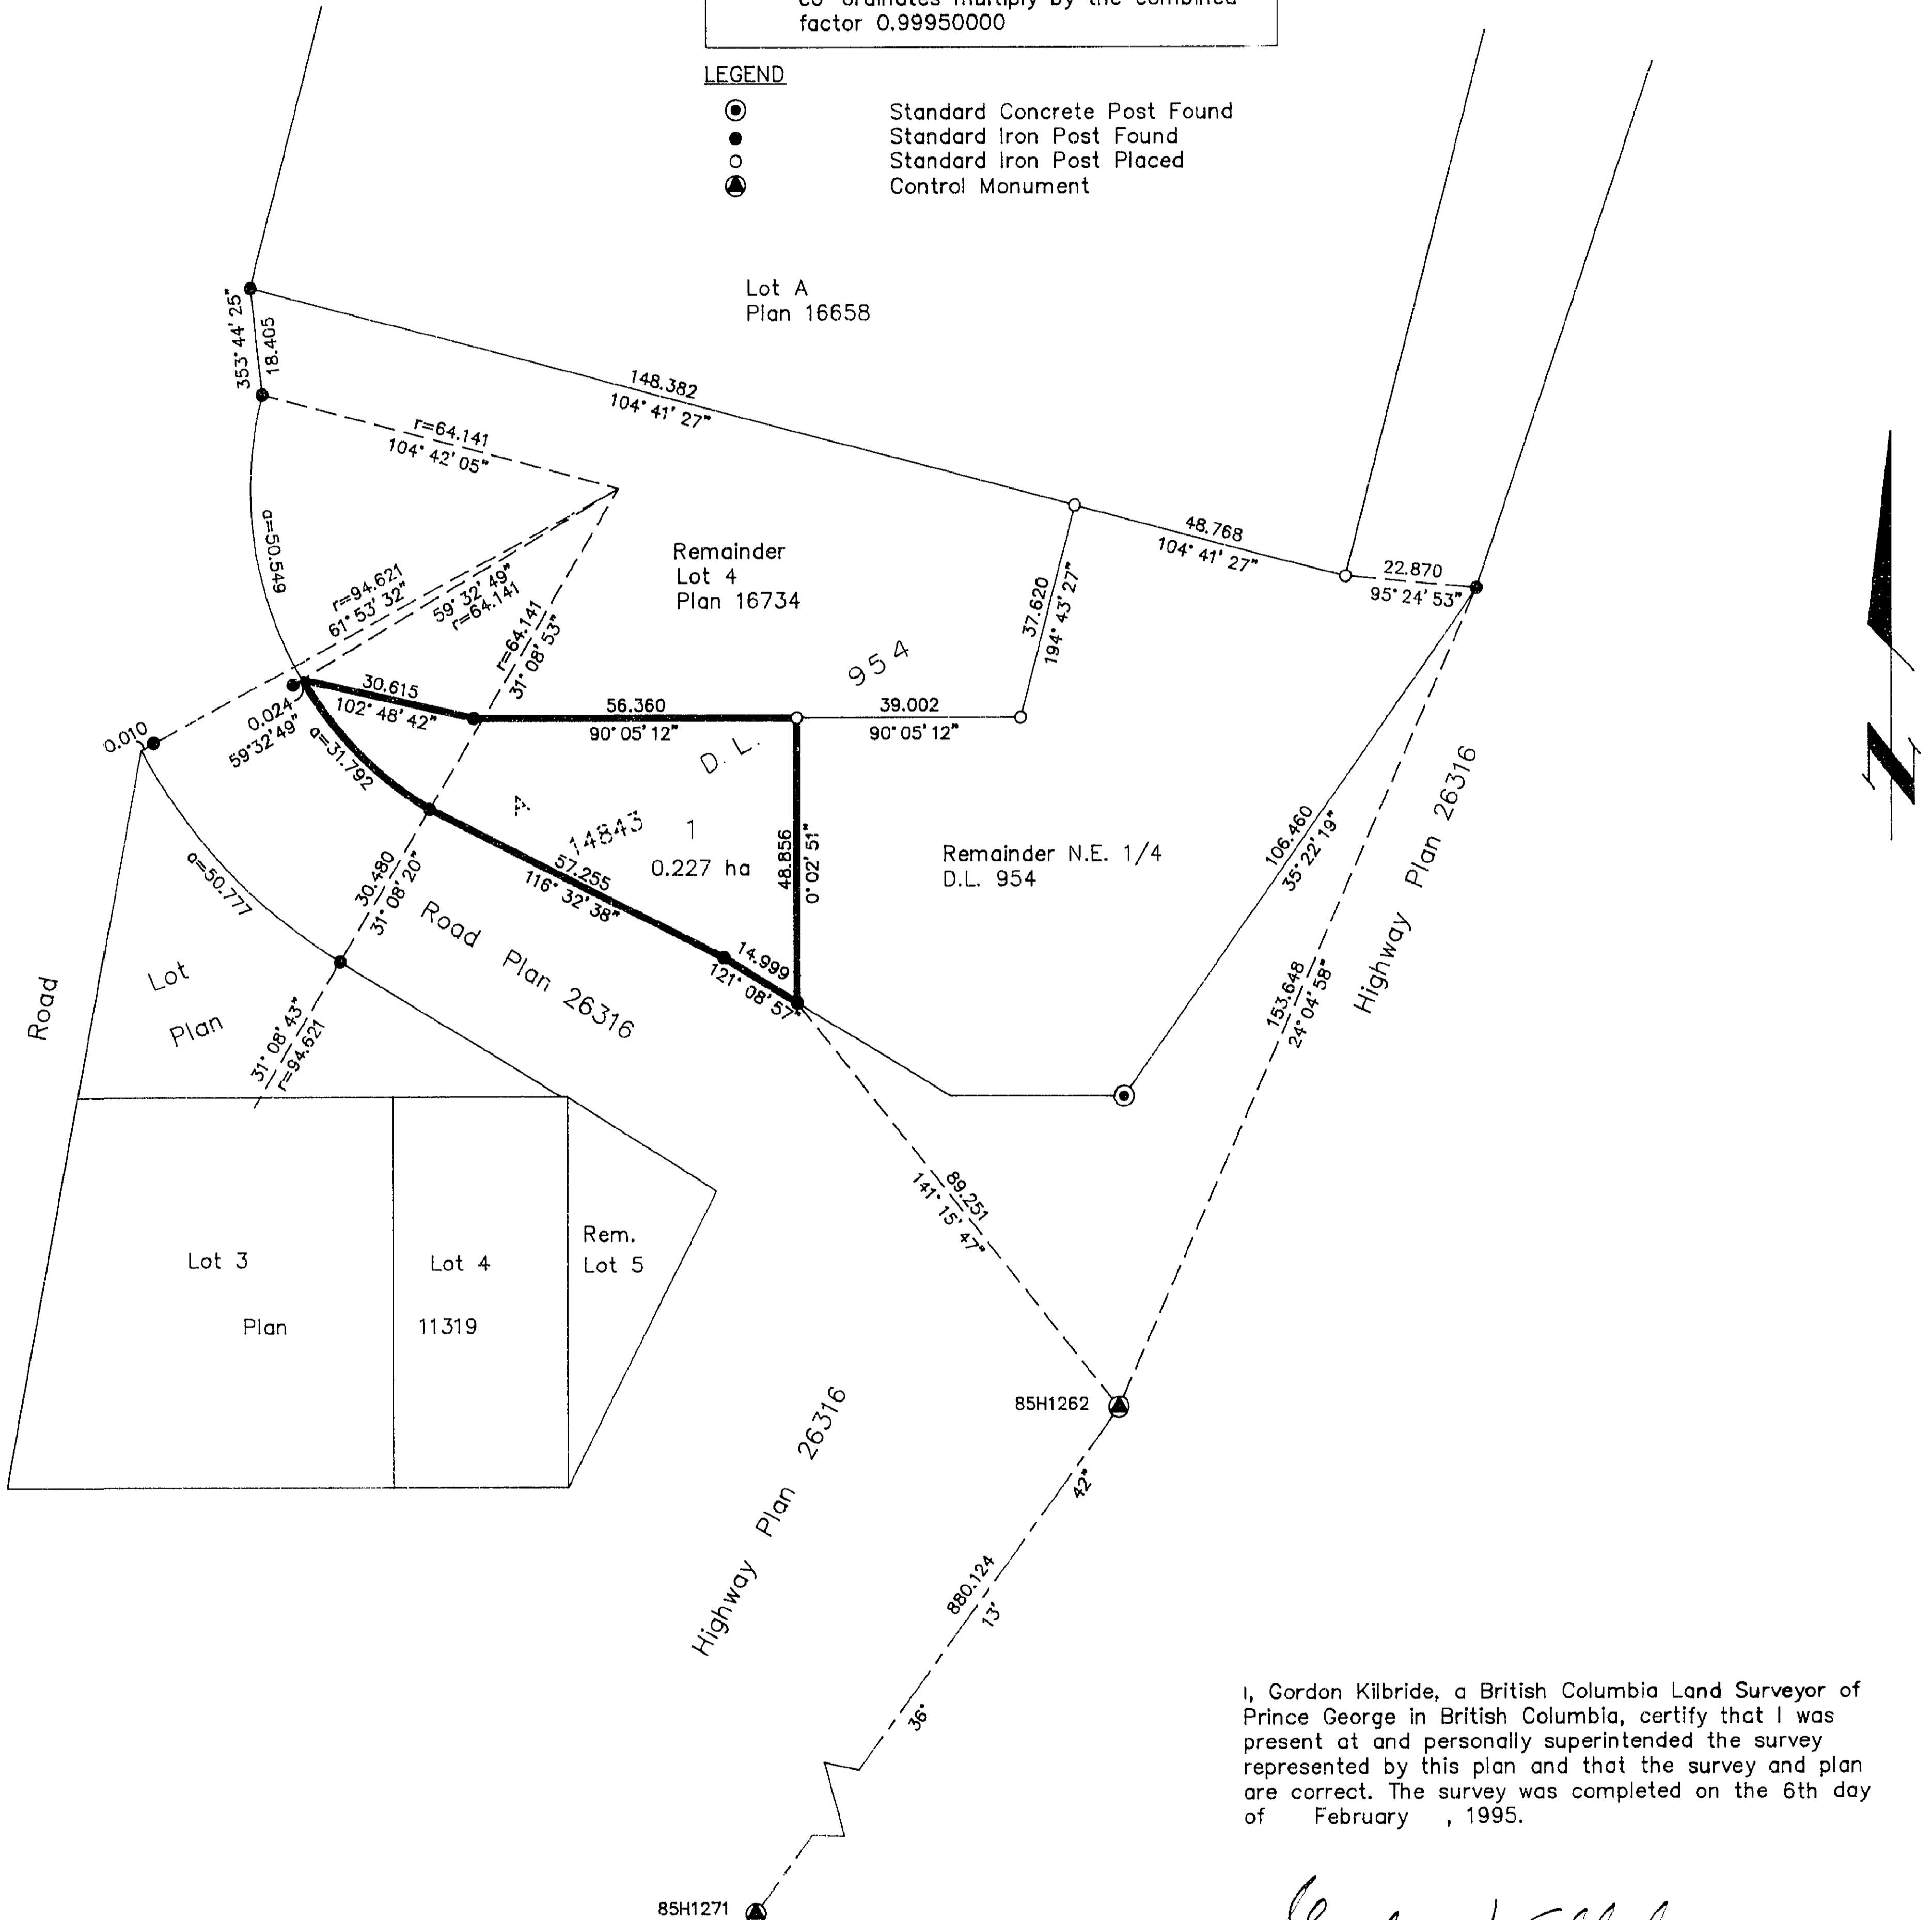 co-ordinates multiply by the combined
factor 0.99950000
LEGEND
Standard Concrete Post Found
Standard Iron Post Found
Standard Iron Post Placed
Control Monument
Lot A
Plan 16658
353° 44' 25"
18.405
148.382
104° 41' 27"
r=64.141
104° 42' 05"
a=50.549
r=94.621
61° 53' 32"
59° 32' 49"
r=64.141
r=64.141
31° 08' 53"
Remainder
Lot 4
Plan 16734
48.768
104° 41' 27"
22.870
95° 24' 53"
37.620
194° 43' 27"
954
30.615
102° 48' 42"
56.360
90° 05' 12"
39.002
90° 05' 12"
0.024
59°32' 49"
0.010
a=31.792
D. L.
A
14843
1
0.227 ha
48.856
0° 02' 51"
57.255
116° 32' 38"
14.999
121° 08' 57"
Remainder N.E. 1/4
D.L. 954
106.460
35° 22' 19"
Highway Plan 26316
153.648
24° 04' 58"
a=50.777
30.480
31° 08' 20"
Road Plan 26316
Road
Lot
Plan
31° 08' 43"
r=94.621
89.251
141° 15' 47"
Lot 3
Lot 4
Rem.
Lot 5
Plan
11319
85H1262
Highway Plan 26316
42"
880.124
13'
36°
85H1271
I, Gordon Kilbride, a British Columbia Land Surveyor of
Prince George in British Columbia, certify that I was
present at and personally superintended the survey
represented by this plan and that the survey and plan
are correct. The survey was completed on the 6th day
of February , 1995.